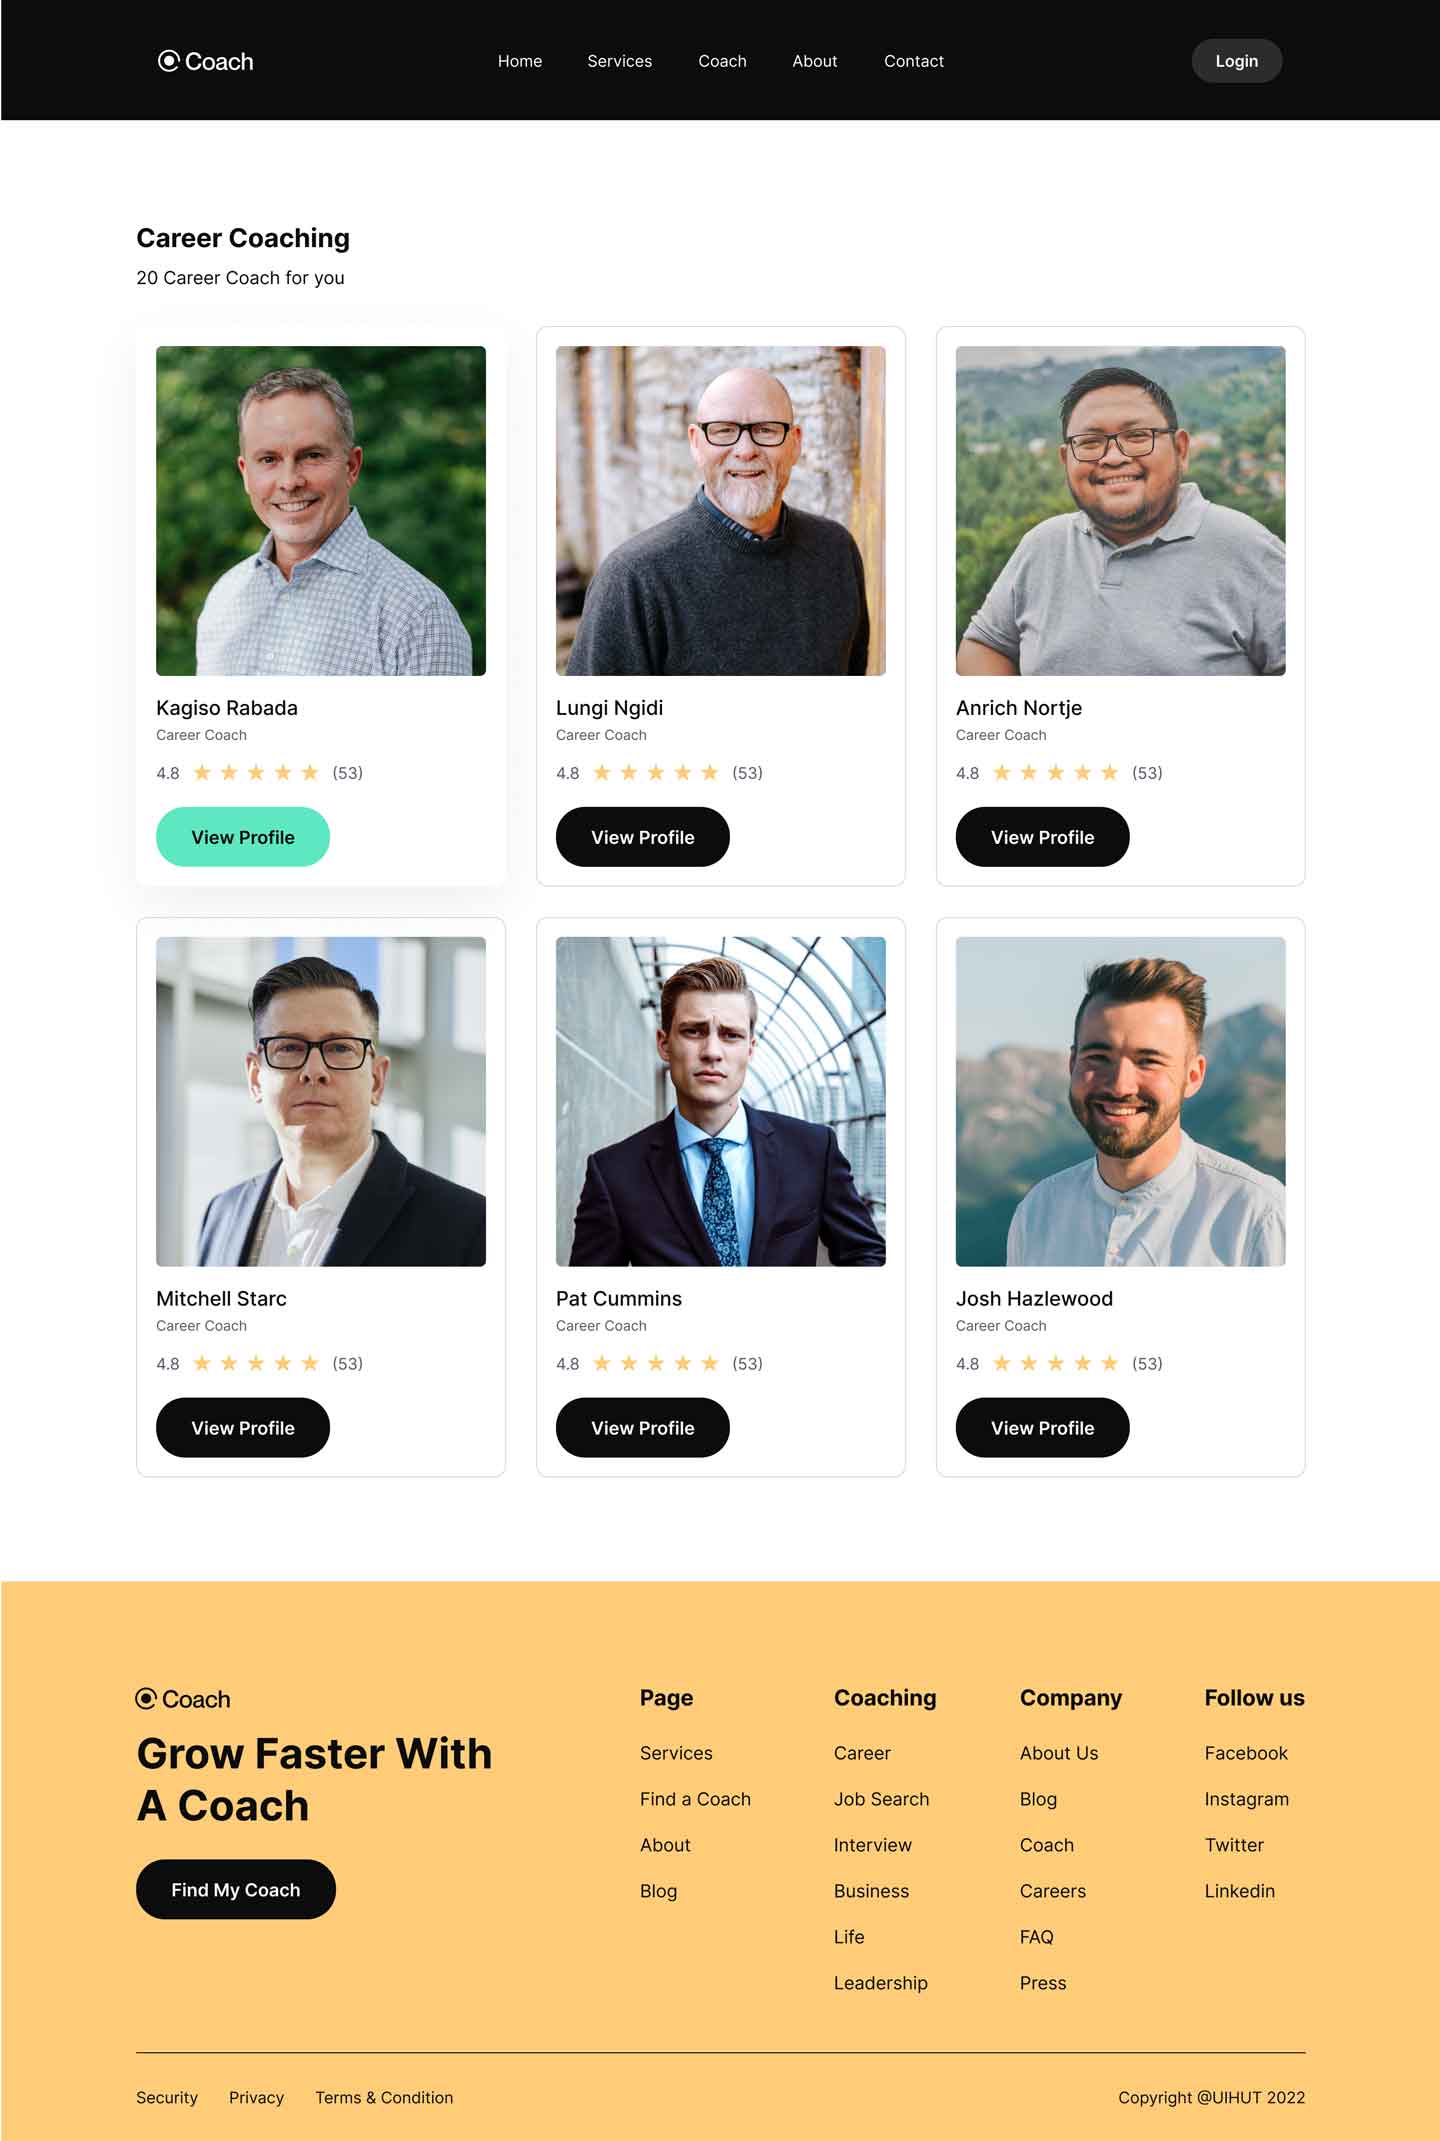 Coach
Home Services Coach About Contact
Login
Career Coaching
20 Career Coach for you
Kagiso Rabada
Career Coach
4.8 (53)
View Profile
Lungi Ngidi
Career Coach
4.8 (53)
View Profile
Anrich Nortje
Career Coach
4.8 (53)
View Profile
Mitchell Starc
Career Coach
4.8 (53)
View Profile
Pat Cummins
Career Coach
4.8 (53)
View Profile
Josh Hazlewood
Career Coach
4.8 (53)
View Profile
Coach
Grow Faster With
A Coach
Find My Coach
Page
Services
Find a Coach
About
Blog
Coaching
Career
Job Search
Interview
Business
Life
Leadership
Company
About Us
Blog
Coach
Careers
FAQ
Press
Follow us
Facebook
Instagram
Twitter
Linkedin
Security Privacy Terms & Condition
Copyright @UIHUT 2022